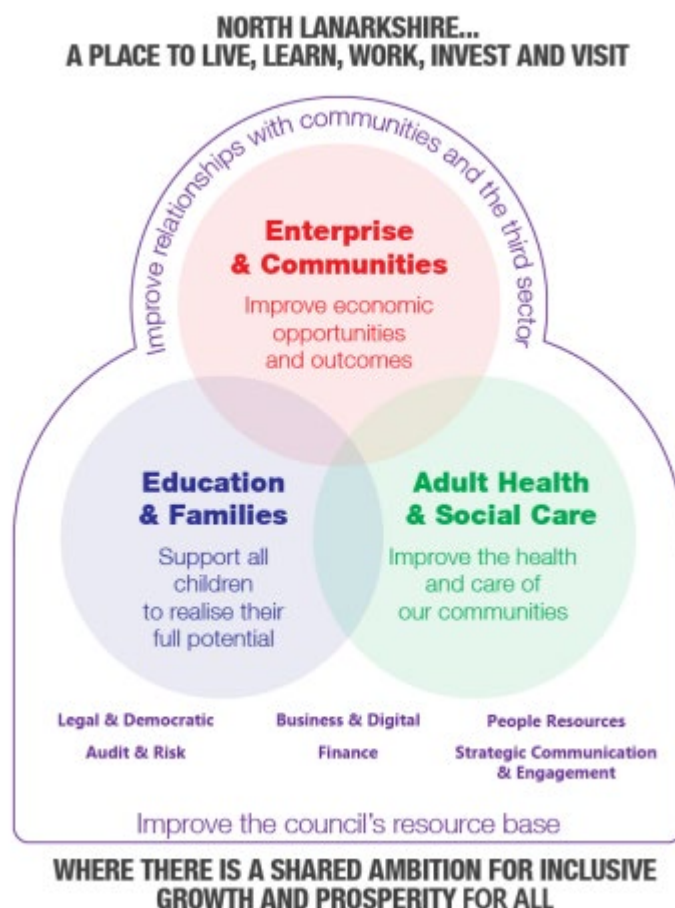 NORTH LANARKSHIRE...
A PLACE TO LIVE, LEARN, WORK, INVEST AND VISIT
Improve relationships with communities and the third sector
Enterprise
& Communities
Improve economic
opportunities
and outcomes
Education
& Families
Support all
children
to realise their
full potential
Adult Health
& Social Care
Improve the health
and care of
our communities
Legal & Democratic
Business & Digital
People Resources
Audit & Risk
Finance
Strategic Communication
& Engagement
Improve the council's resource base
WHERE THERE IS A SHARED AMBITION FOR INCLUSIVE
GROWTH AND PROSPERITY FOR ALL